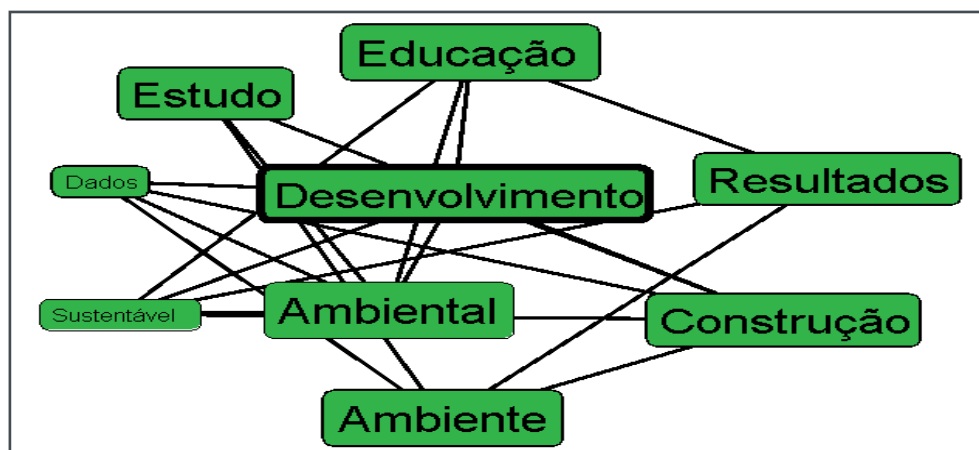 Educação
Estudo
Dados
Desenvolvimento
Resultados
Sustentável
Ambiental
Construção
Ambiente